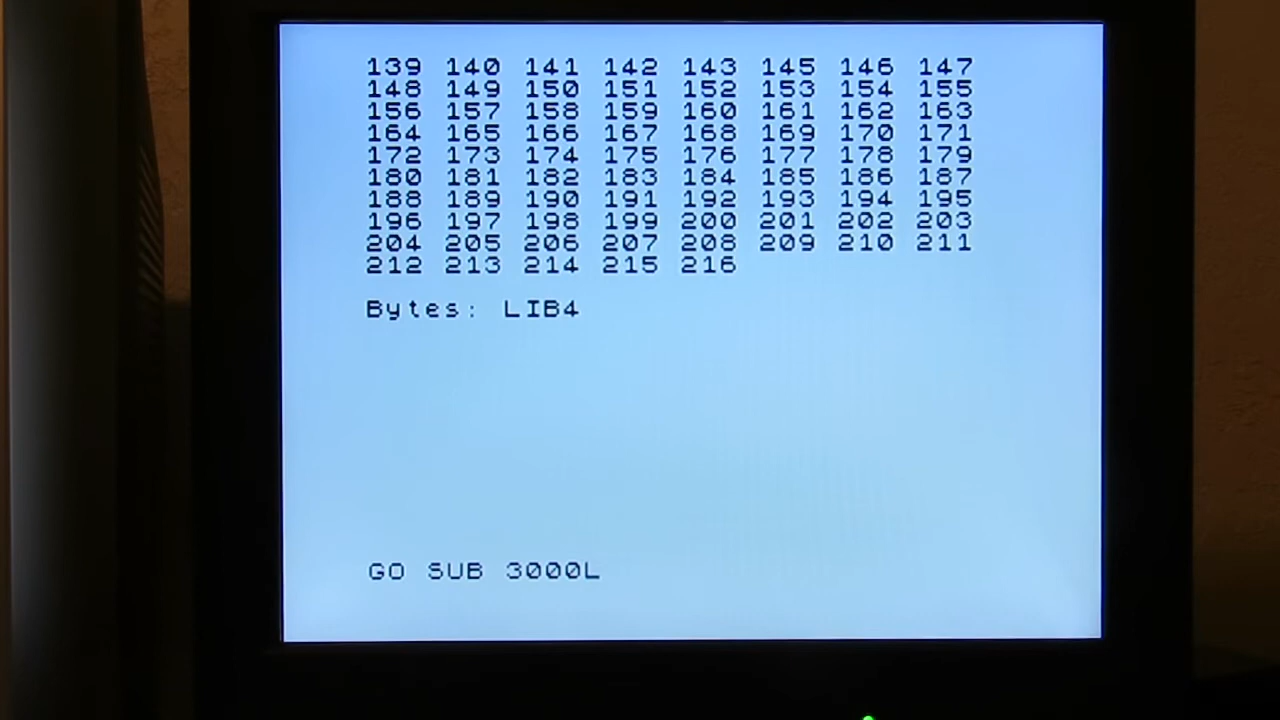 139 140 141 142 143 145 146 147
148 149 150 151 152 153 154 155
156 157 158 159 160 161 162 163
164 165 166 167 168 169 170 171
172 173 174 175 176 177 178 179
180 181 182 183 184 185 186 187
188 189 190 191 192 193 194 195
196 197 198 199 200 201 202 203
204 205 206 207 208 209 210 211
212 213 214 215 216
Bytes: LIB4
GO SUB 3000L